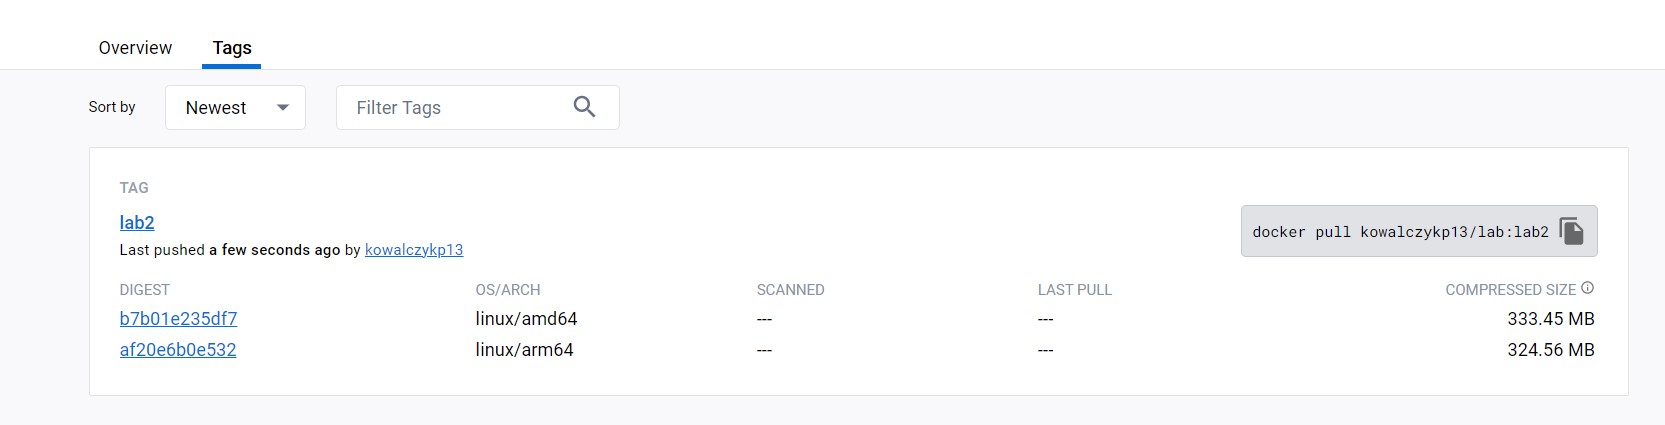 Overview Tags
Sort by Newest Filter Tags
TAG
lab2
docker pull kowalczykp13/lab:lab2
Last pushed a few seconds ago by kowalczykp13
DIGEST OS/ARCH SCANNED LAST PULL COMPRESSED SIZE
b7b01e235df7 linux/amd64 --- --- 333.45 MB
af20e6b0e532 linux/arm64 --- --- 324.56 MB